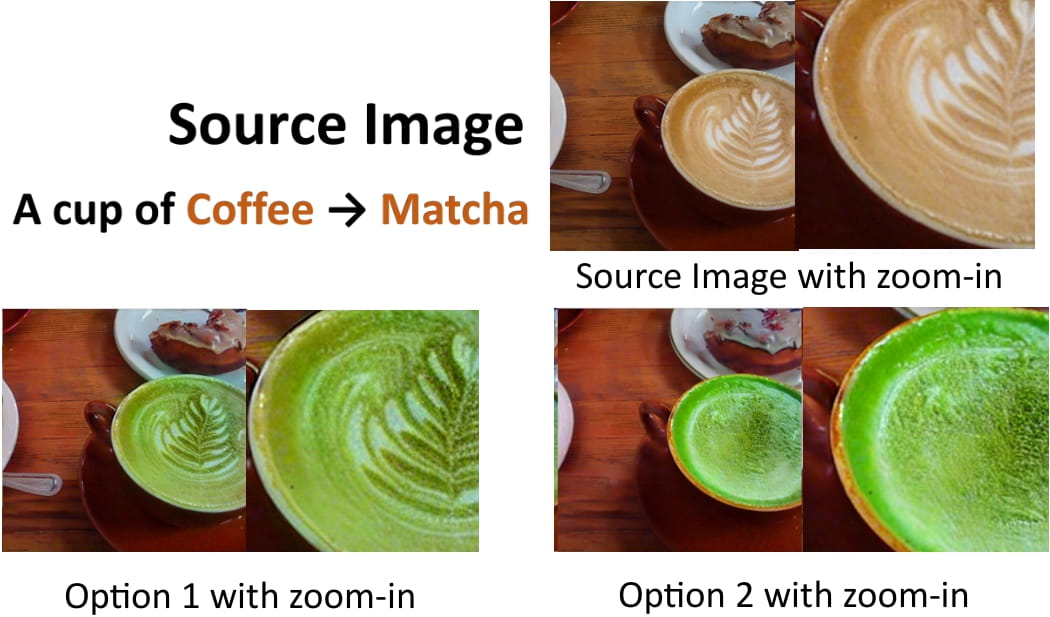 Source Image
A cup of Coffee → Matcha
Source Image with zoom-in
Option 1 with zoom-in
Option 2 with zoom-in